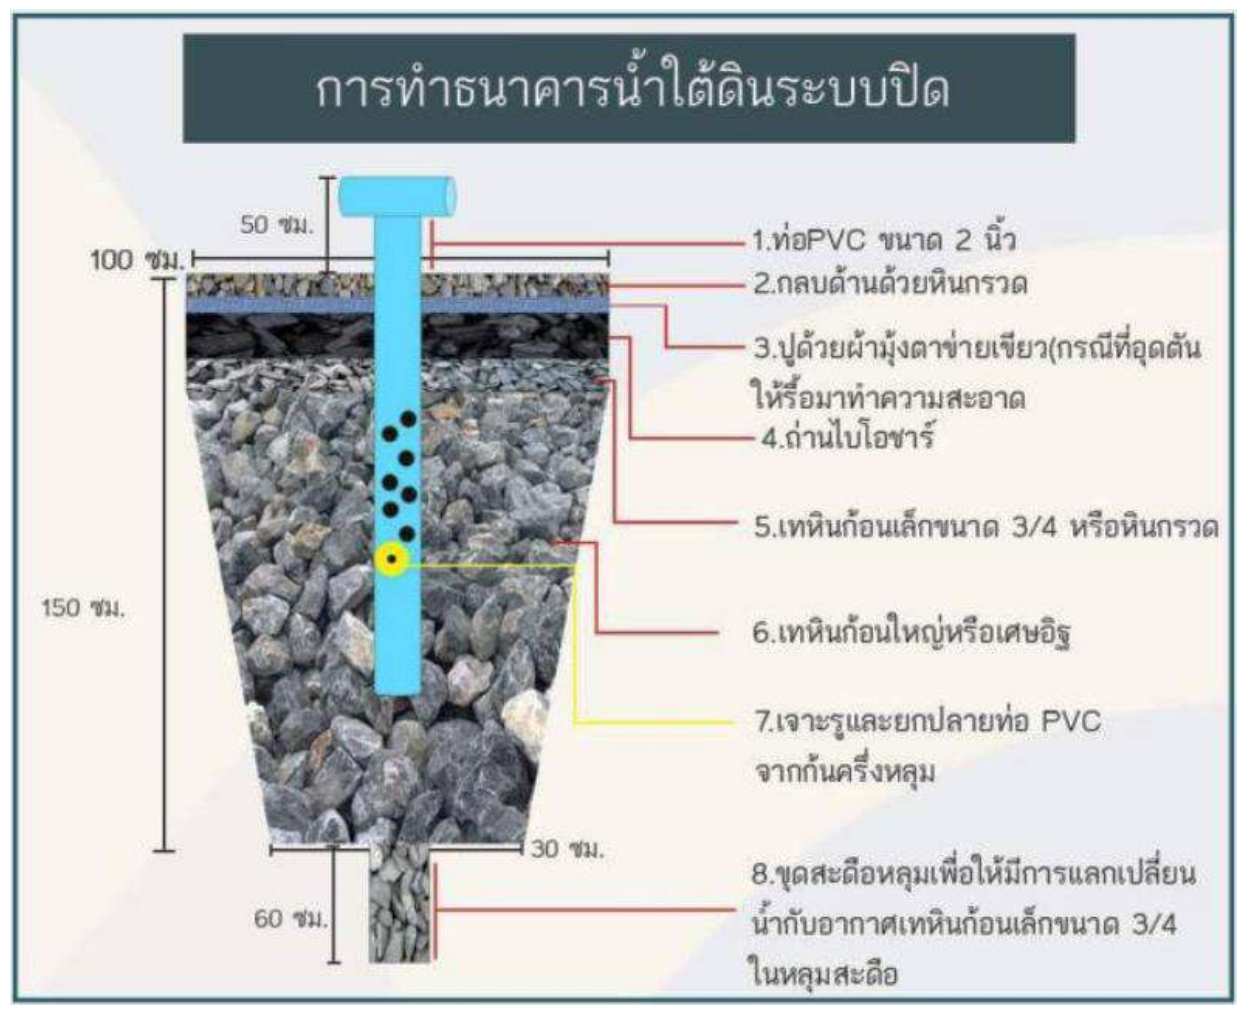 การทำธนาคารน้ำใต้ดินระบบปิด
50 ซม.
100 ซม.
1.ท่อPVC ขนาด 2 นิ้ว
2.กลบด้านด้วยหินกรวด
3.ปูด้วยผ้ามุ้งตาข่ายเขียว(กรณีที่อุดตัน
ให้รื้อมาทำความสะอาด
4.ถ่านไบโอชาร์
5.เทหินก้อนเล็กขนาด 3/4 หรือหินกรวด
150 ซม.
6.เทหินก้อนใหญ่หรือเศษอิฐ
7.เจาะรูและยกปลายท่อ PVC
จากก้นครึ่งหลุม
30 ซม.
60 ซม.
8.ขุดสะดือหลุมเพื่อให้มีการแลกเปลี่ยน
น้ำกับอากาศเทหินก้อนเล็กขนาด 3/4
ในหลุมสะดือ